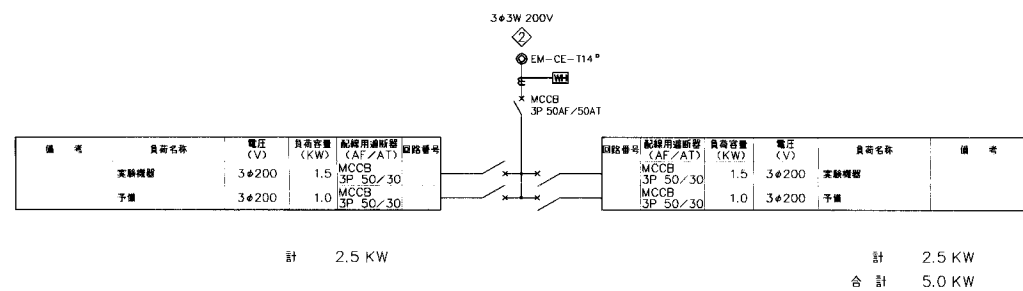 3φ3W 200V
2
EM-CE-T14□
WH
MCCB
3P 50AF/50AT
備 考 負荷名称 電圧(V) 負荷容量(KW) 配線用遮断器(AF/AT) 回路番号
実験機器 3φ200 1.5 MCCB 3P 50/30
予備 3φ200 1.0 MCCB 3P 50/30
計 2.5 KW
回路番号 配線用遮断器(AF/AT) 負荷容量(KW) 電圧(V) 負荷名称 備 考
MCCB 3P 50/30 1.5 3φ200 実験機器
MCCB 3P 50/30 1.0 3φ200 予備
計 2.5 KW
合 計 5.0 KW